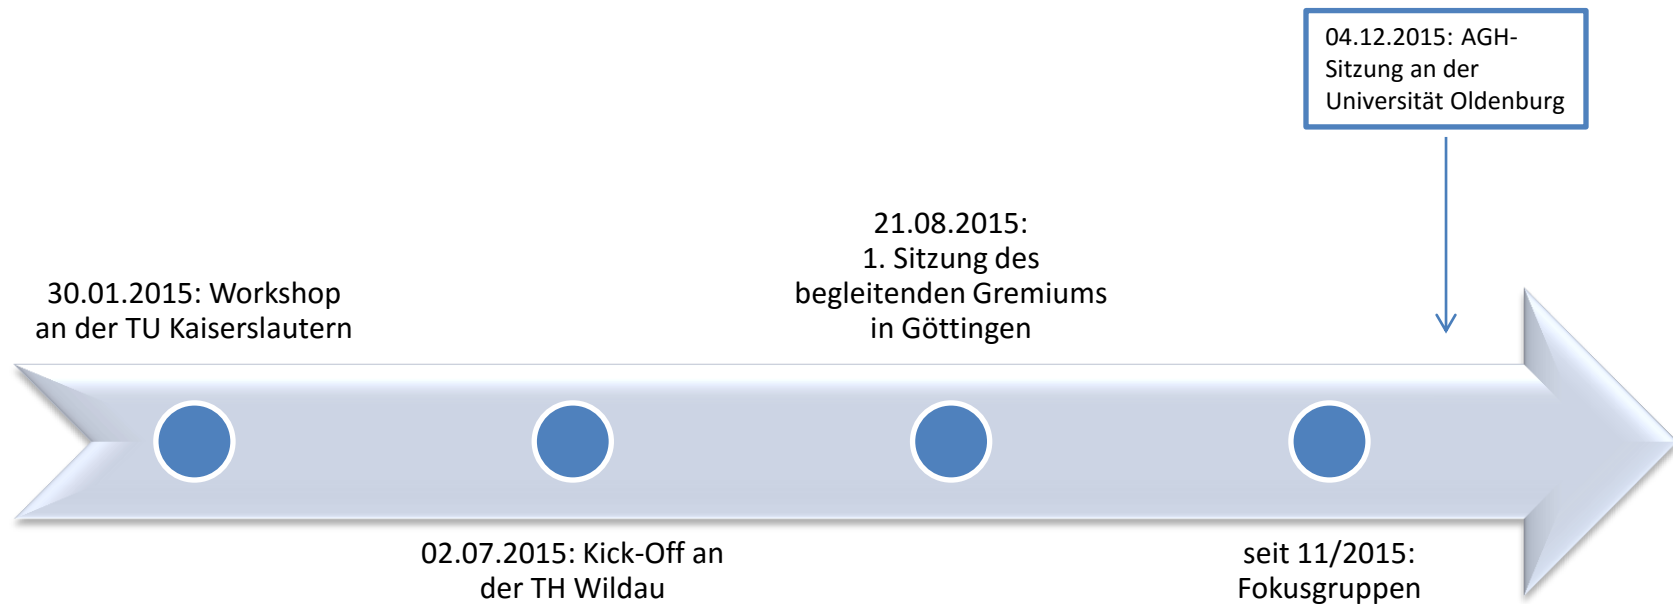 30.01.2015: Workshop
an der TU Kaiserslautern
02.07.2015: Kick-Off an
der TH Wildau
21.08.2015:
1. Sitzung des
begleitenden Gremiums
in Göttingen
seit 11/2015:
Fokusgruppen
04.12.2015: AGH-
Sitzung an der
Universität Oldenburg